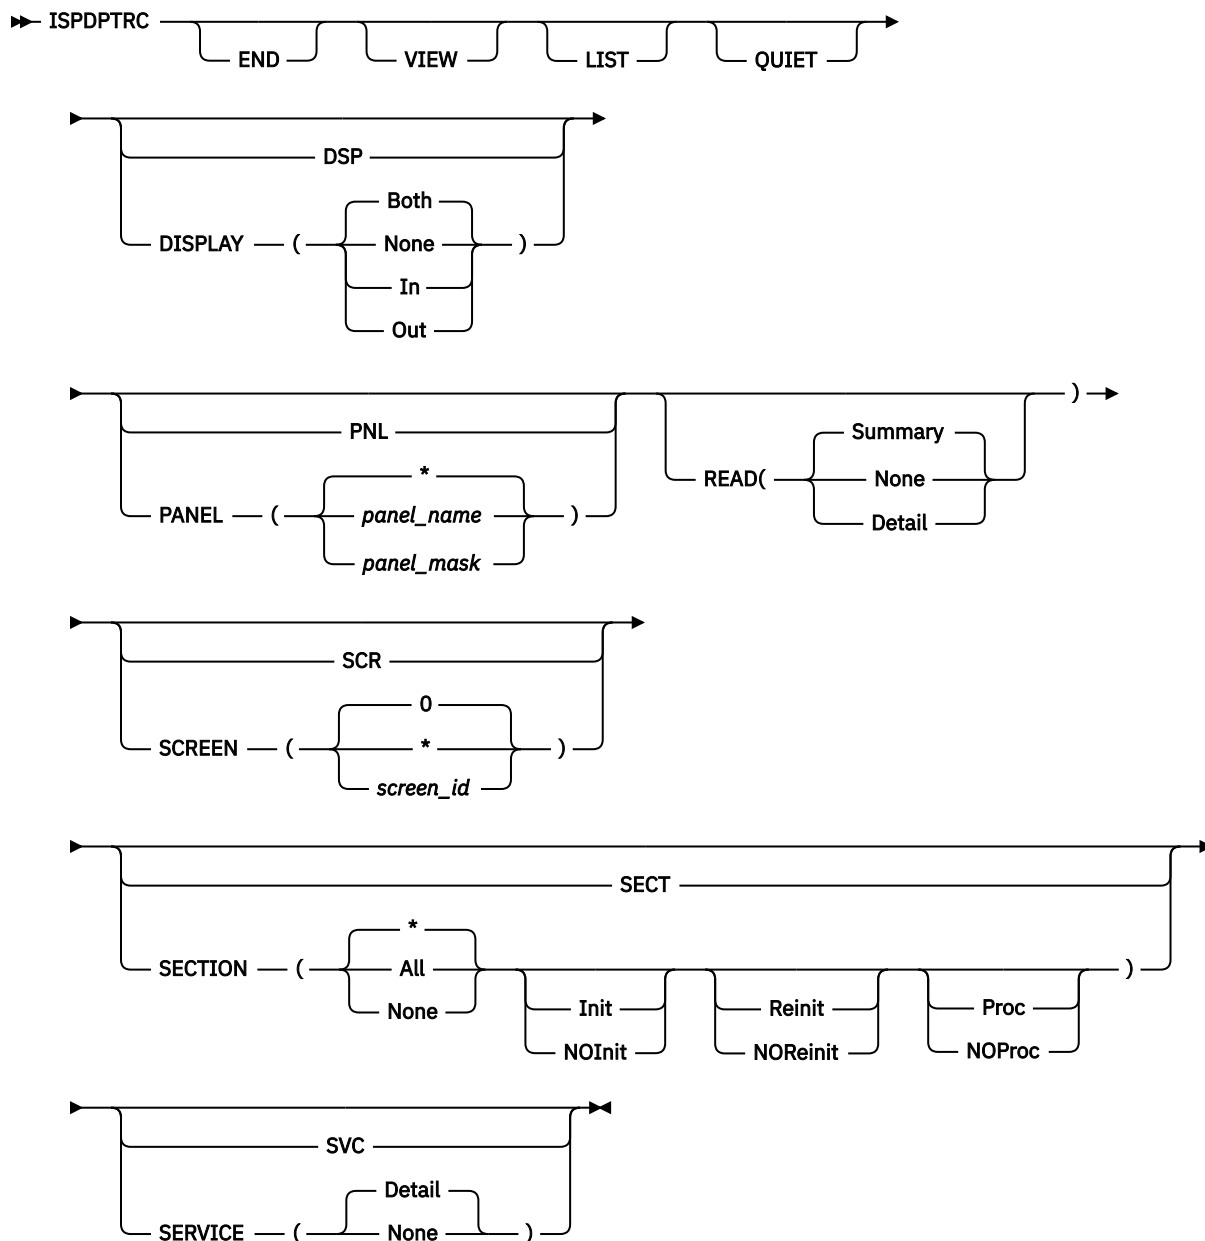 ISPDPTRC
END VIEW LIST QUIET
DSP
Both
DISPLAY ( None )
In
Out
)
PNL
Summary
*
READ( None
PANEL ( panel_name )
Detail
panel_mask
SCR
0
SCREEN ( * )
screen_id
SECT
*
SECTION ( All )
None Init Reinit Proc
NOInit NOReinit NOProc
SVC
Detail
SERVICE ( None )